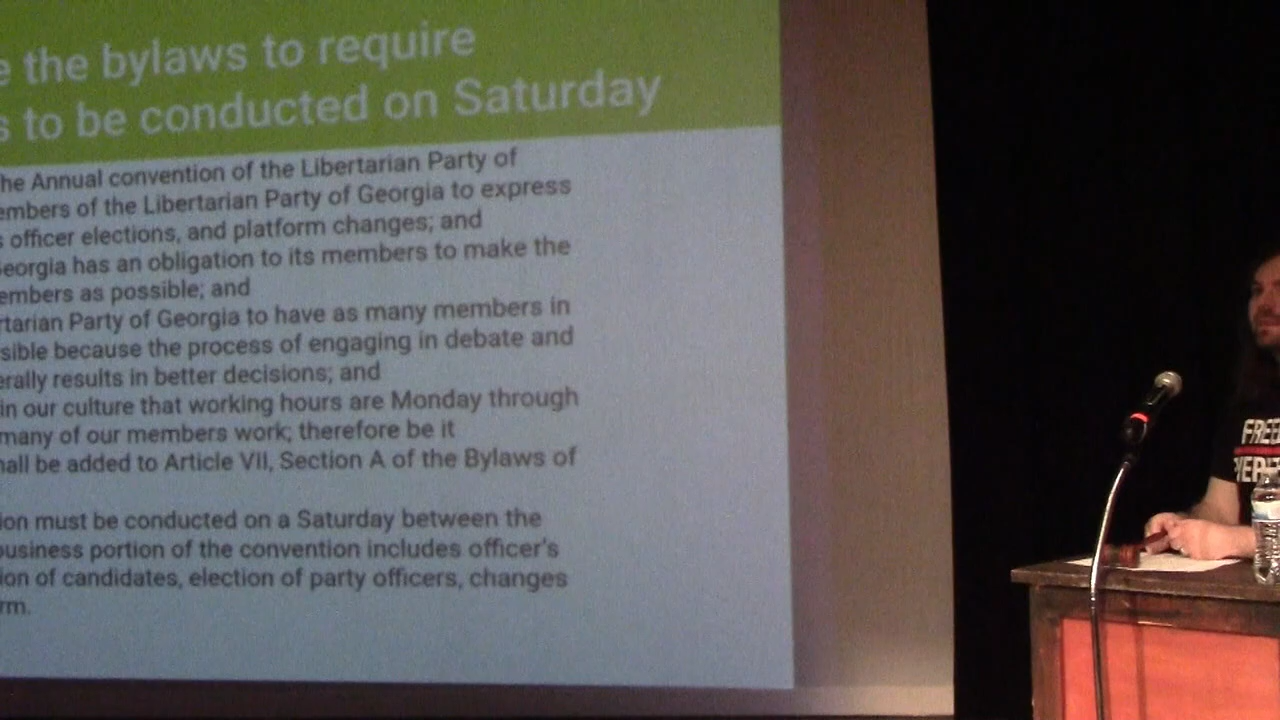 e the bylaws to require
s to be conducted on Saturday
he Annual convention of the Libertarian Party of
embers of the Libertarian Party of Georgia to express
s officer elections, and platform changes; and
eorgia has an obligation to its members to make the
embers as possible; and
rtarian Party of Georgia to have as many members in
sible because the process of engaging in debate and
erally results in better decisions; and
in our culture that working hours are Monday through
many of our members work; therefore be it
hall be added to Article VII, Section A of the Bylaws of
ion must be conducted on a Saturday between the
business portion of the convention includes officer's
ion of candidates, election of party officers, changes
rm.
FREE